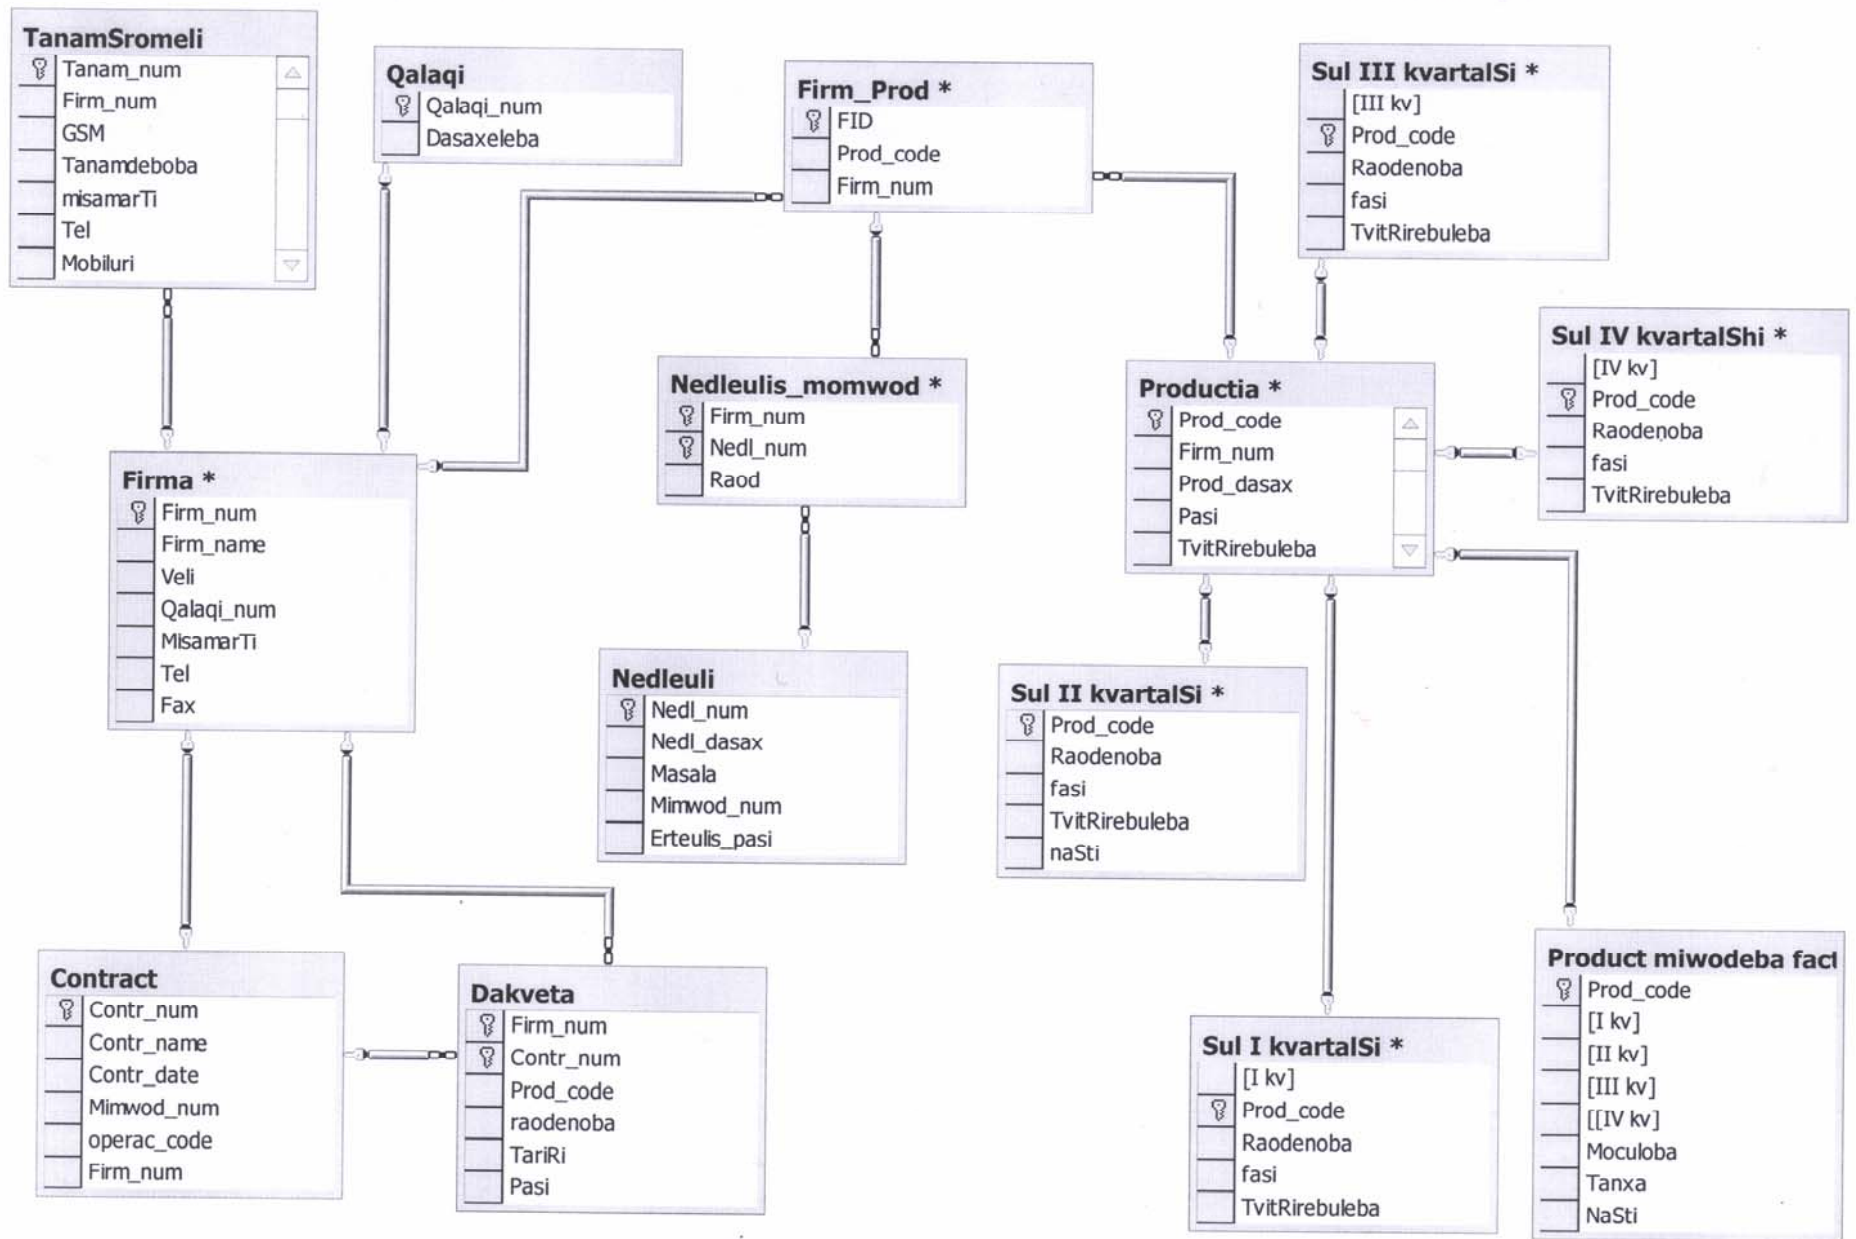 TanamSromeli
Tanam_num
Firm_num
GSM
Tanamdeboba
misamarTi
Tel
Mobiluri
Qalaqi
Qalaqi_num
Dasaxeleba
Firm_Prod *
FID
Prod_code
Firm_num
Sul III kvartalSi *
[III kv]
Prod_code
Raodenoba
fasi
TvitRirebuleba
Sul IV kvartalShi *
[IV kv]
Prod_code
Raodenoba
fasi
TvitRirebuleba
Nedleulis_momwod *
Firm_num
Nedl_num
Raod
Productia *
Prod_code
Firm_num
Prod_dasax
Pasi
TvitRirebuleba
Firma *
Firm_num
Firm_name
Veli
Qalaqi_num
MisamarTi
Tel
Fax
Nedleuli
Nedl_num
Nedl_dasax
Masala
Mimwod_num
Erteulis_pasi
Sul II kvartalSi *
Prod_code
Raodenoba
fasi
TvitRirebuleba
naSti
Contract
Contr_num
Contr_name
Contr_date
Mimwod_num
operac_code
Firm_num
Dakveta
Firm_num
Contr_num
Prod_code
raodenoba
TariRi
Pasi
Sul I kvartalSi *
[I kv]
Prod_code
Raodenoba
fasi
TvitRirebuleba
Product miwodeba fact
Prod_code
[I kv]
[II kv]
[III kv]
[[IV kv]
Moculoba
Tanxa
NaSti